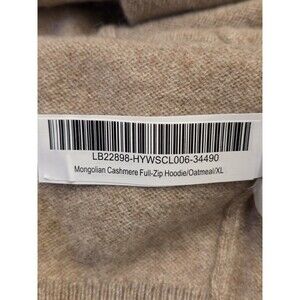 LB22898-HYWSCL006-34490
Mongolian Cashmere Full-Zip Hoodie/Oatmeal/XL